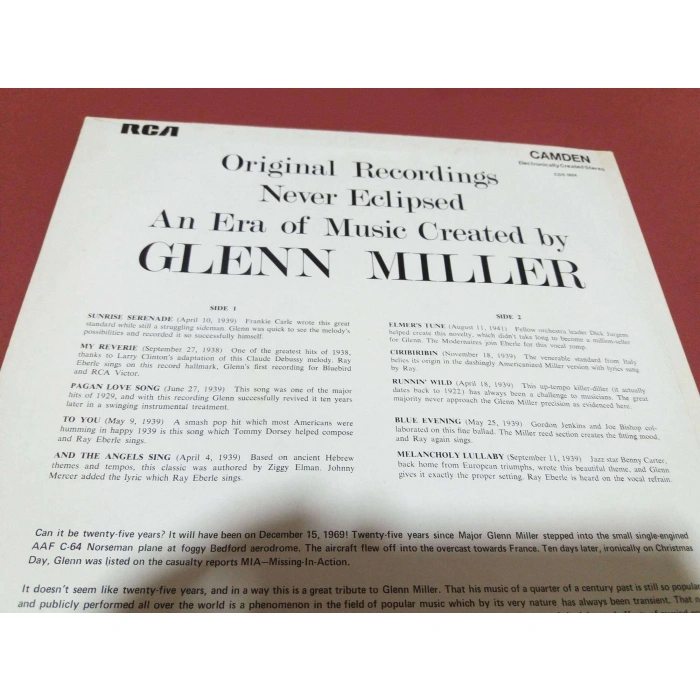 RCA
CAMDEN
Electronically Created Stereo
Original Recordings
Never Eclipsed
An Era of Music Created by
GLENN MILLER
SIDE 1
SUNRISE SERENADE (April 10, 1939) Frankie Carle wrote this great
standard while still a struggling sideman. Glenn was quick to see the melody's
possibilities and recorded it so successfully himself.
MY REVERIE (September 27, 1938) One of the greatest hits of 1938,
thanks to Larry Clinton's adaptation of this Claude Debussy melody. Ray
Eberle sings on this record hallmark, Glenn's first recording for Bluebird
and RCA Victor.
PAGAN LOVE SONG (June 27, 1939) This song was one of the major
hits of 1929, and with this recording Glenn successfully revived it ten years
later in a swinging instrumental treatment.
TO YOU (May 9, 1939) A smash pop hit which most Americans were
humming in happy 1939 is this song which Tommy Dorsey helped compose
and Ray Eberle sings.
AND THE ANGELS SING (April 4, 1939) Based on ancient Hebrew
themes and tempos, this classic was authored by Ziggy Elman. Johnny
Mercer added the lyric which Ray Eberle sings.
SIDE 2
ELMER'S TUNE (August 11, 1941) Fellow orchestra leader Dick Jurgens
helped create this novelty, which didn't take long to become a million-seller
for Glenn. The Modernaires join Eberle for this vocal romp.
CIRIBIRIBIN (November 18, 1939) The venerable standard from Italy
belies its origin in the dashingly Americanized Miller version with lyrics sung
by Ray.
RUNNIN' WILD (April 18, 1939) This up-tempo killer-diller (it actually
dates back to 1922) has always been a challenge to musicians. The great
majority never approach the Glenn Miller precision as evidenced here.
BLUE EVENING (May 25, 1939) Gordon Jenkins and Joe Bishop col-
laborated on this fine ballad. The Miller reed section creates the fitting mood,
and Ray again sings.
MELANCHOLY LULLABY (September 11, 1939) Jazz star Benny Carter,
back home from European triumphs, wrote this beautiful theme, and Glenn
gives it exactly the proper setting. Ray Eberle is heard on the vocal refrain.
Can it be twenty-five years? It will have been on December 15, 1969! Twenty-five years since Major Glenn Miller stepped into the small single-engined
AAF C-64 Norseman plane at foggy Bedford aerodrome. The aircraft flew off into the overcast towards France. Ten days later, ironically on Christmas
Day, Glenn was listed on the casualty reports MIA—Missing-In-Action.
It doesn't seem like twenty-five years, and in a way this is a great tribute to Glenn Miller. That his music of a quarter of a century past is still so popular
and publicly performed all over the world is a phenomenon in the field of popular music which by its very nature has always been transient. That